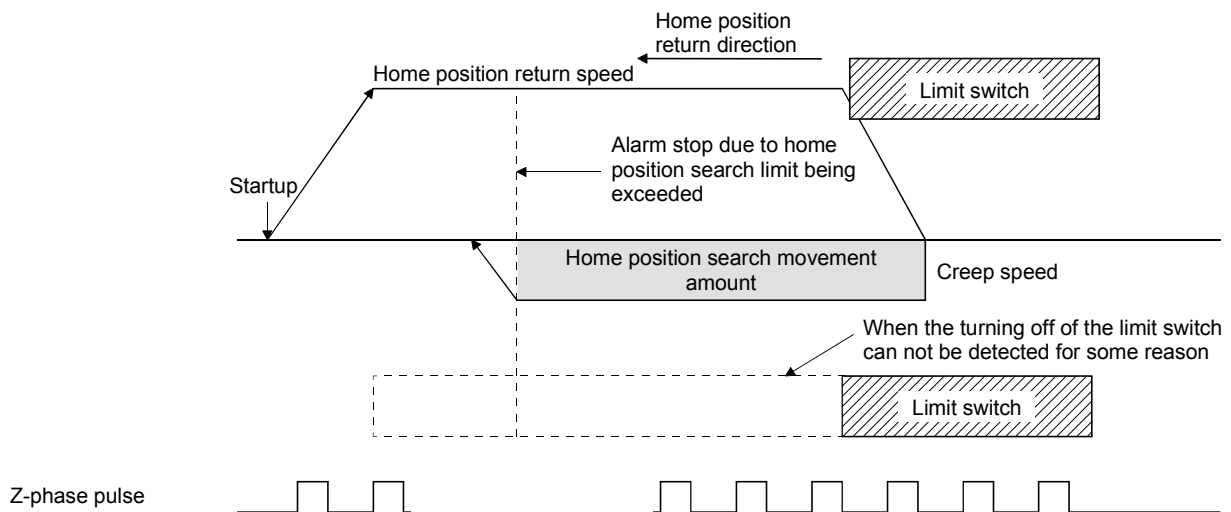 Home position
return direction
Home position return speed
Limit switch
Alarm stop due to home
position search limit being
exceeded
Startup
Home position search movement
amount
Creep speed
When the turning off of the limit switch
can not be detected for some reason
Limit switch
Z-phase pulse